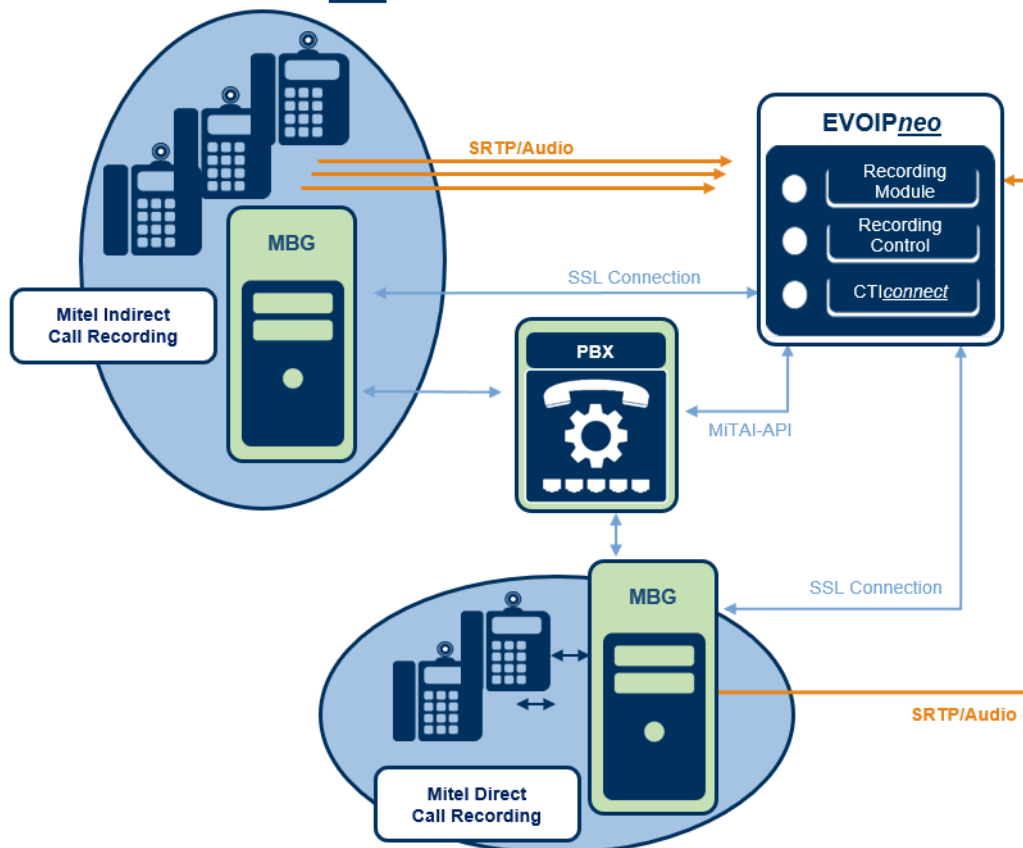 EVOIPneo
SRTP/Audio
Recording
Module
Recording
Control
MBG
SSL Connection
CTIconnect
Mitel Indirect
Call Recording
PBX
MiTAI-API
SSL Connection
MBG
SRTP/Audio
Mitel Direct
Call Recording